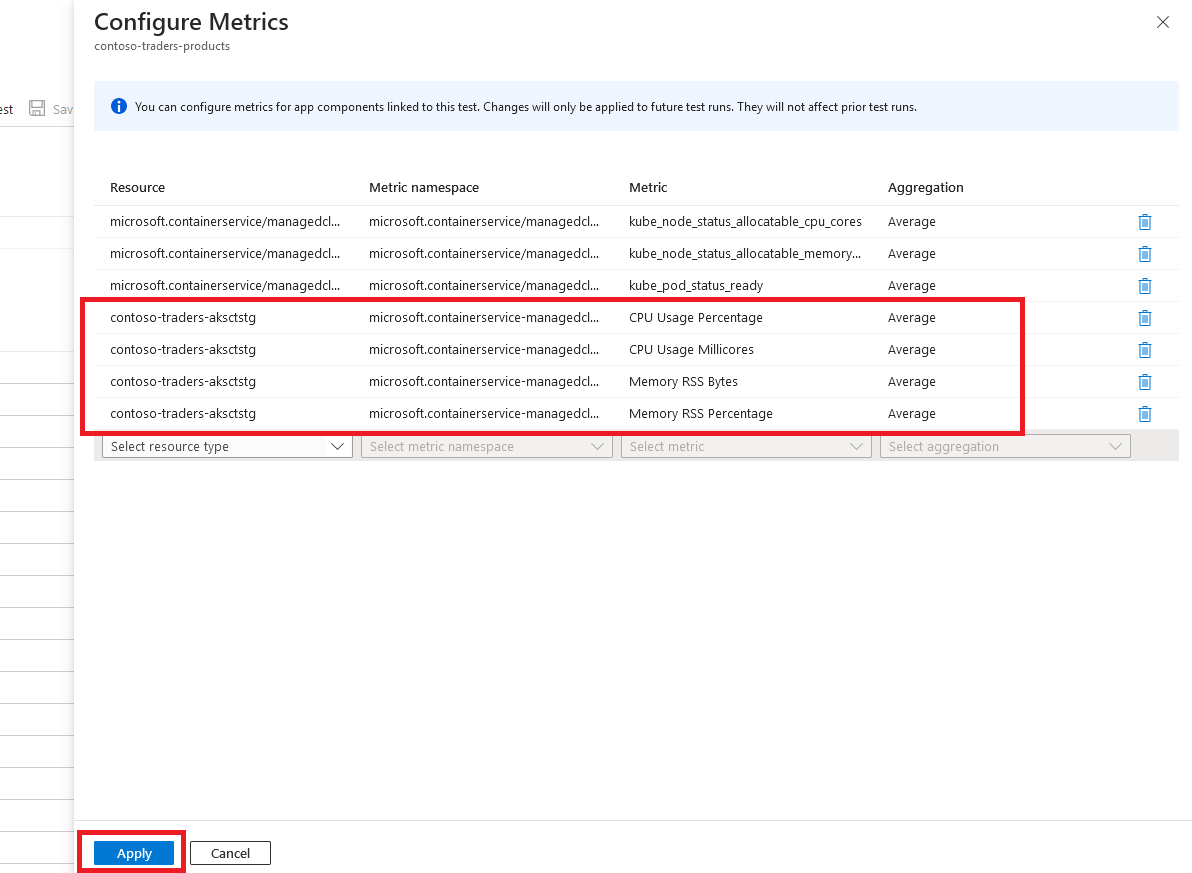 Configure Metrics
contoso-traders-products
est Sav
You can configure metrics for app components linked to this test. Changes will only be applied to future test runs. They will not affect prior test runs.
Resource Metric namespace Metric Aggregation
microsoft.containerservice/managedcl... microsoft.containerservice/managedcl... kube_node_status_allocatable_cpu_cores Average
microsoft.containerservice/managedcl... microsoft.containerservice/managedcl... kube_node_status_allocatable_memory... Average
microsoft.containerservice/managedcl... microsoft.containerservice/managedcl... kube_pod_status_ready Average
contoso-traders-aksctstg microsoft.containerservice-managedcl... CPU Usage Percentage Average
contoso-traders-aksctstg microsoft.containerservice-managedcl... CPU Usage Millicores Average
contoso-traders-aksctstg microsoft.containerservice-managedcl... Memory RSS Bytes Average
contoso-traders-aksctstg microsoft.containerservice-managedcl... Memory RSS Percentage Average
Select resource type Select metric namespace Select metric Select aggregation
Apply Cancel